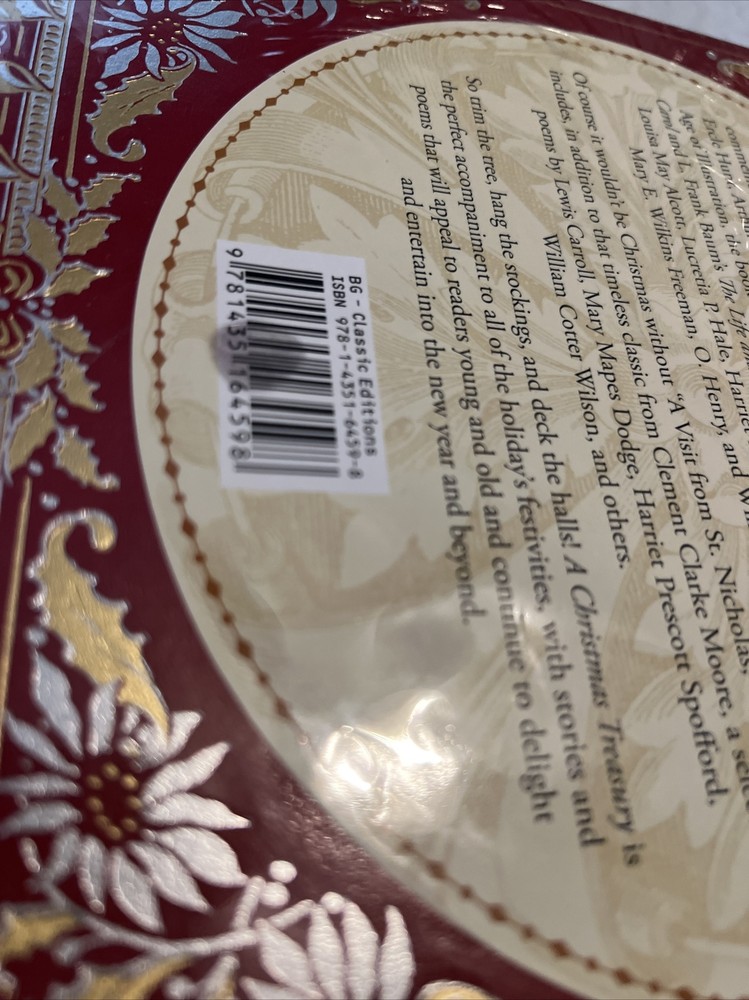 Age of Illustration, the book
Carol and L. Frank Baum's The Life a
Louisa May Alcott, Lucretia P. Hale, Harriet
Mary E. Wilkins Freeman, O. Henry, and
Of course it wouldn't be Christmas without "A Visit from St. Nicholas,
includes, in addition to that timeless classic from Clement Clarke Moore, a sele
poems by Lewis Carroll, Mary Mapes Dodge, Harriet Prescott Spofford,
William Cotter Wilson, and others.
So trim the tree, hang the stockings, and deck the halls! A Christmas Treasury is
the perfect accompaniment to all of the holiday's festivities, with stories and
poems that will appeal to readers young and old and continue to delight
and entertain into the new year and beyond.
BG - Classic Editions
ISBN 978-1-4351-6459-8
9781435164598